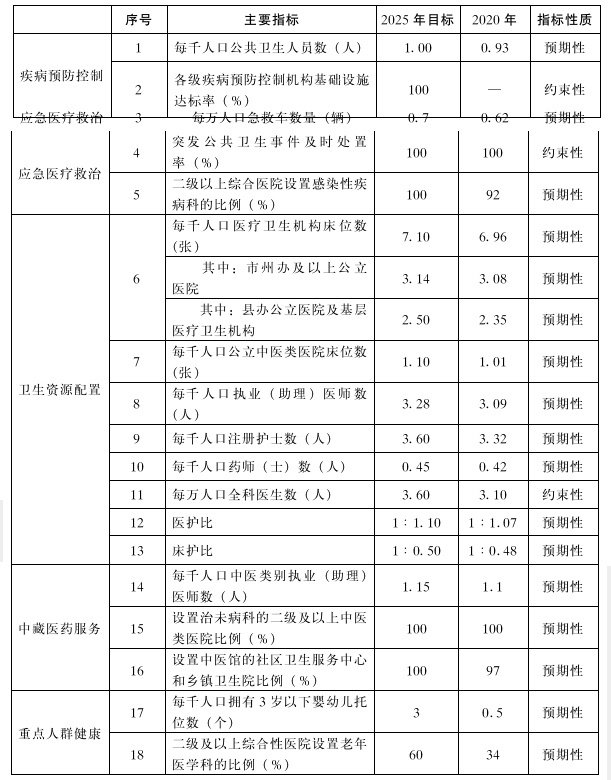 序号 主要指标 2025年目标 2020年 指标性质
疾病预防控制
1 每千人口公共卫生人员数（人） 1.00 0.93 预期性
2 各级疾病预防控制机构基础设施
达标率（%） 100 — 约束性
应急医疗救治 3 每万人口急救车数量（辆） 0.7 0.62 预期性
应急医疗救治
4 突发公共卫生事件及时处置
率（%） 100 100 约束性
5 二级以上综合医院设置感染性疾
病科的比例（%） 100 92 预期性
卫生资源配置
6 每千人口医疗卫生机构床位数
（张） 7.10 6.96 预期性
其中：市州办及以上公立
医院 3.14 3.08 预期性
其中：县办公立医院及基层
医疗卫生机构 2.50 2.35 预期性
7 每千人口公立中医类医院床位数
（张） 1.10 1.01 预期性
8 每千人口执业（助理）医师数
（人） 3.28 3.09 预期性
9 每千人口注册护士数（人） 3.60 3.32 预期性
10 每千人口药师（士）数（人） 0.45 0.42 预期性
11 每万人口全科医生数（人） 3.60 3.10 约束性
12 医护比 1∶1.10 1∶1.07 预期性
13 床护比 1∶0.50 1∶0.48 预期性
中藏医药服务
14 每千人口中医类别执业（助理）
医师数（人） 1.15 1.1 预期性
15 设置治未病科的二级及以上中医
类医院比例（%） 100 100 预期性
16 设置中医馆的社区卫生服务中心
和乡镇卫生院比例（%） 100 97 预期性
重点人群健康
17 每千人口拥有3岁以下婴幼儿托
位数（个） 3 0.5 预期性
18 二级及以上综合性医院设置老年
医学科的比例（%） 60 34 预期性